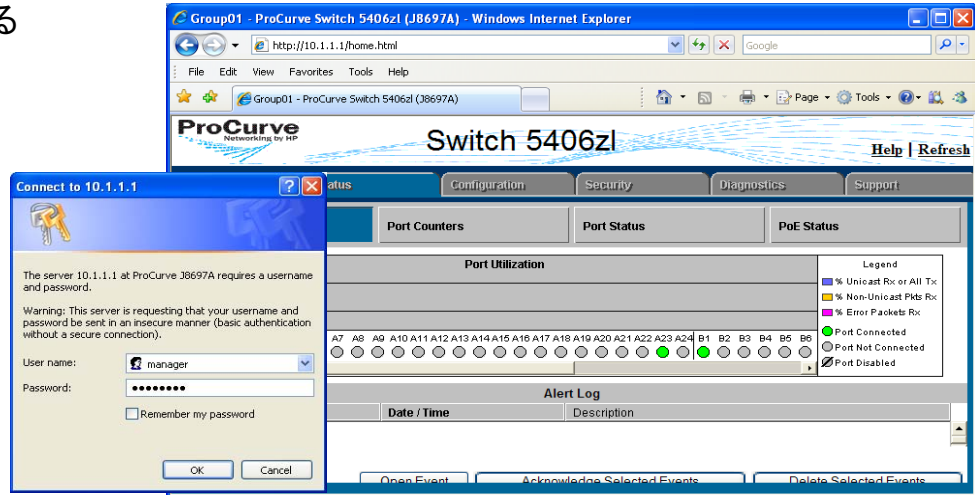 る
Group01 - ProCurve Switch 5406zl (J8697A) - Windows Internet Explorer
http://10.1.1.1/home.html
Google
File Edit View Favorites Tools Help
Group01 - ProCurve Switch 5406zl (J8697A)
Page Tools
ProCurve
Networking by HP
Switch 5406zl
Help | Refresh
atus Configuration Security Diagnostics Support
Port Counters Port Status PoE Status
Port Utilization
Legend
% Unicast Rx or All Tx
% Non-Unicast Pkts Rx
% Error Packets Rx
Port Connected
Port Not Connected
Port Disabled
A7 A8 A9 A10 A11 A12 A13 A14 A15 A16 A17 A18 A19 A20 A21 A22 A23 A24 B1 B2 B3 B4 B5 B6
Alert Log
Date / Time Description
Open Event Acknowledge Selected Events Delete Selected Events
Connect to 10.1.1.1
The server 10.1.1.1 at ProCurve J8697A requires a username
and password.
Warning: This server is requesting that your username and
password be sent in an insecure manner (basic authentication
without a secure connection).
User name: manager
Password: ●●●●●●●●
Remember my password
OK Cancel